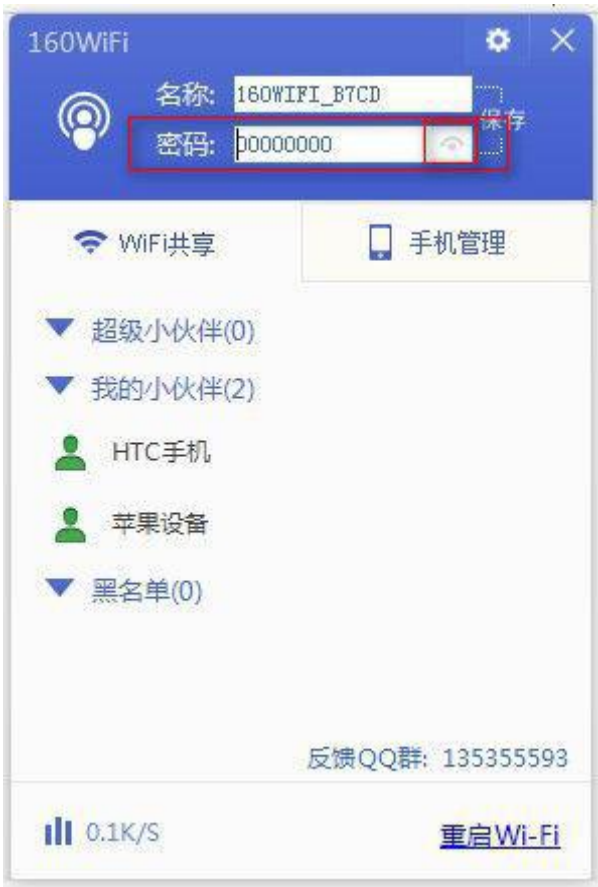 160WiFi
名称: 160WIFI_B7CD
密码: 00000000
保存
WiFi共享 手机管理
超级小伙伴(0)
我的小伙伴(2)
HTC手机
苹果设备
黑名单(0)
反馈QQ群: 135355593
0.1K/S 重启Wi-Fi